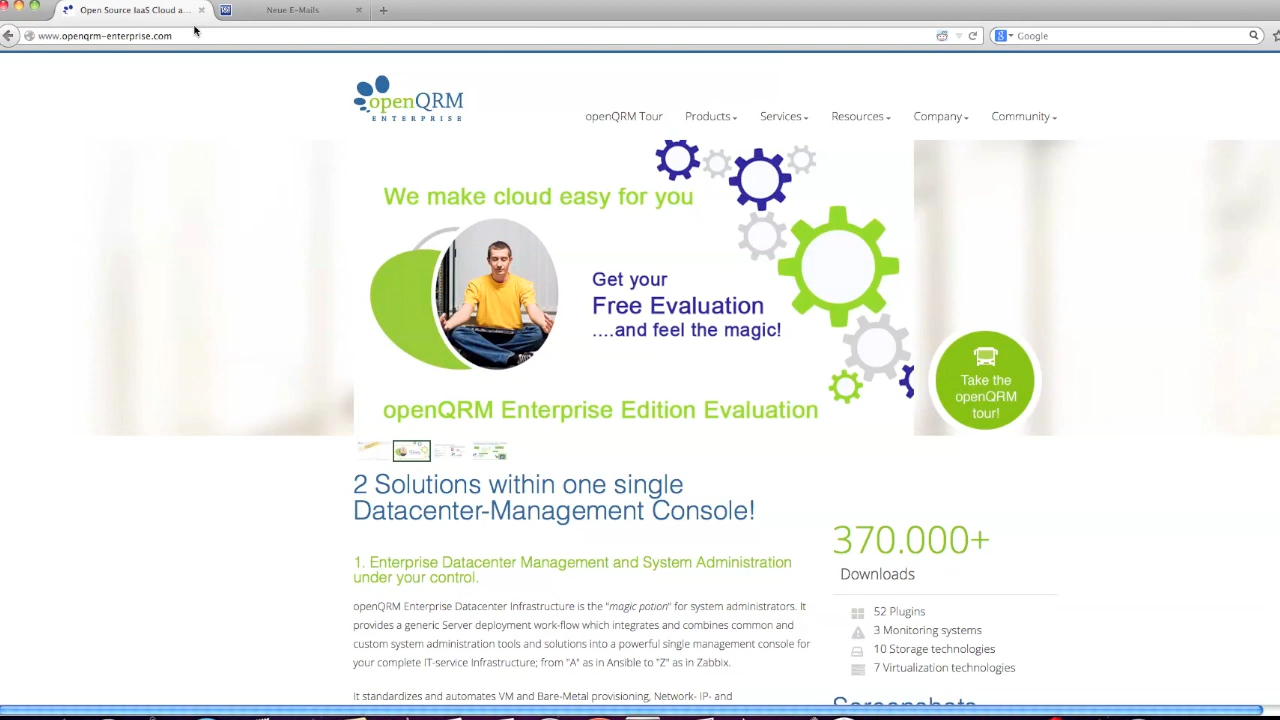 Open Source IaaS Cloud a...
Neue E-Mails
www.openqrm-enterprise.com
Google
openQRM
ENTERPRISE
openQRM Tour
Products
Services
Resources
Company
Community
We make cloud easy for you
Get your
Free Evaluation
....and feel the magic!
openQRM Enterprise Edition Evaluation
Take the
openQRM
tour!
2 Solutions within one single
Datacenter-Management Console!
1. Enterprise Datacenter Management and System Administration
under your control.
openQRM Enterprise Datacenter Infrastructure is the "magic potion" for system administrators. It
provides a generic Server deployment work-flow which integrates and combines common and
custom system administration tools and solutions into a powerful single management console for
your complete IT-service Infrastructure; from "A" as in Ansible to "Z" as in Zabbix.
It standardizes and automates VM and Bare-Metal provisioning, Network- IP- and
370.000+
Downloads
52 Plugins
3 Monitoring systems
10 Storage technologies
7 Virtualization technologies
Screenshots